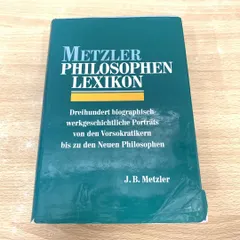 METZLER
PHILOSOPHEN
LEXIKON
Dreihundert biographisch-
werkgeschichtliche Porträts
von den Vorsokratikern
bis zu den Neuen Philosophen
J. B. Metzler